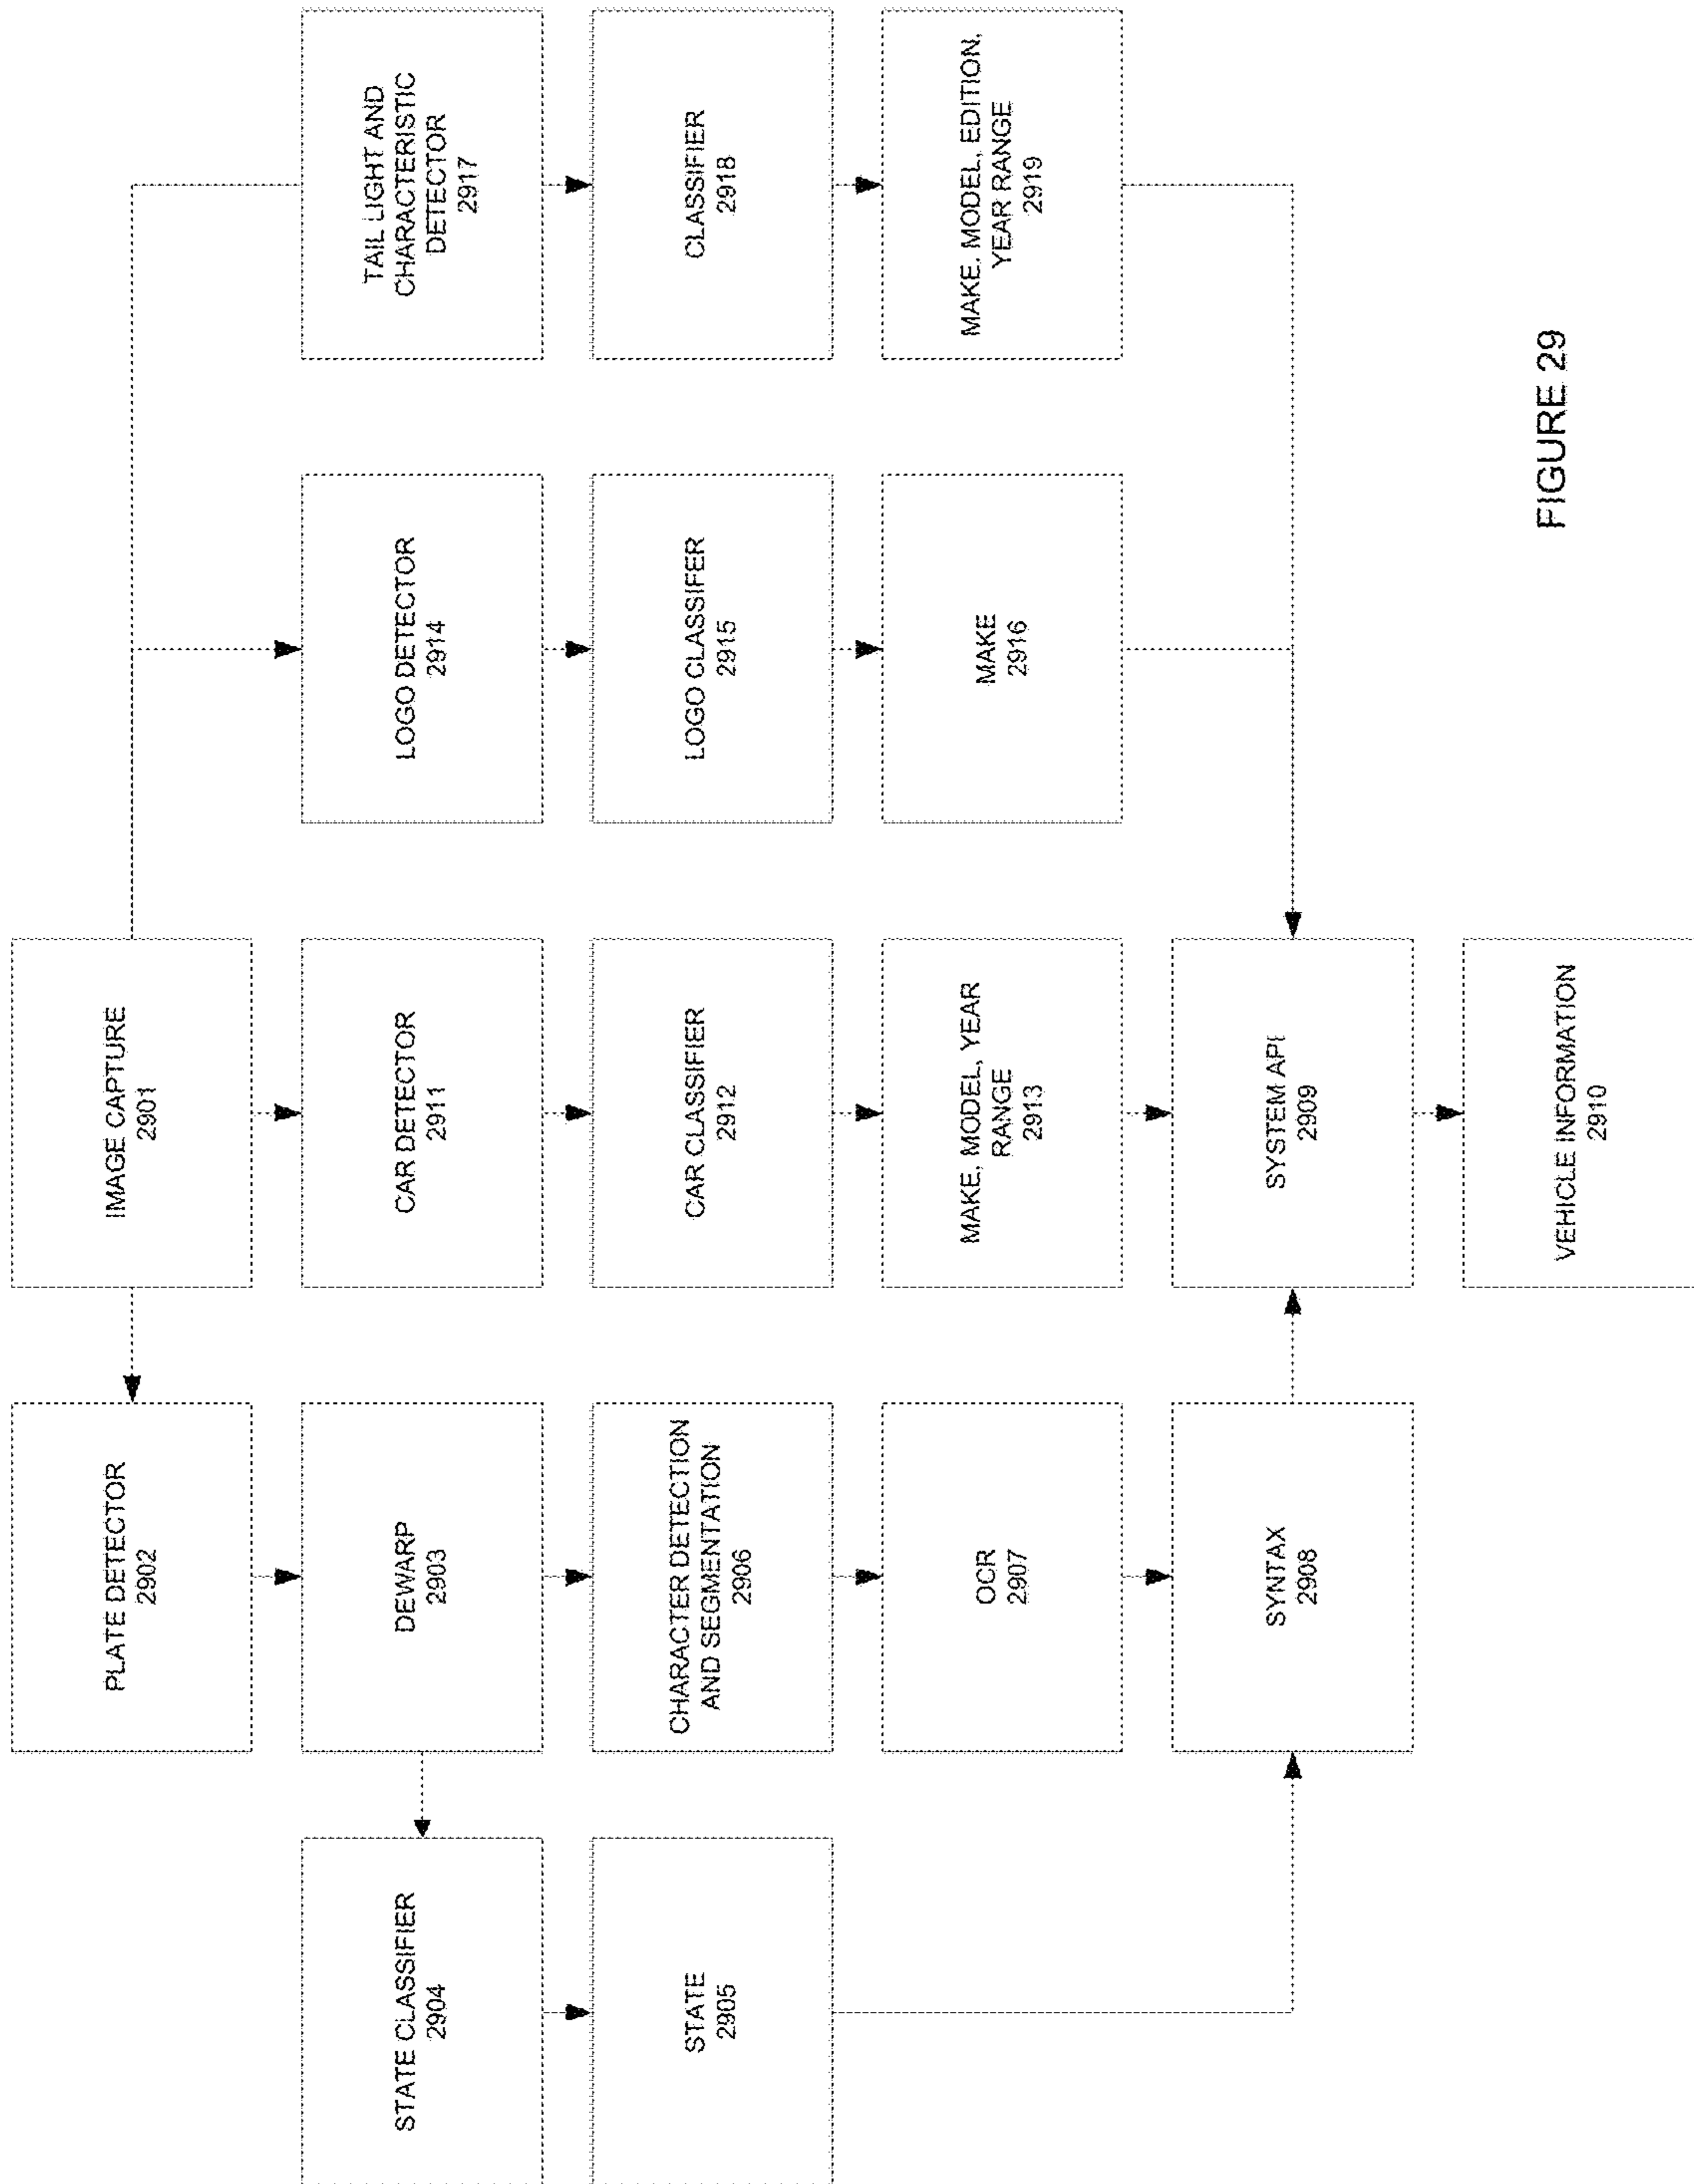 PLATE DETECTOR
2902
IMAGE CAPTURE
2901
STATE CLASSIFIER
2904
DEWARP
2903
CAR DETECTOR
2911
LOGO DETECTOR
2914
TAIL LIGHT AND
CHARACTERISTIC
DETECTOR
2917
STATE
2905
CHARACTER DETECTION
AND SEGMENTATION
2906
CAR CLASSIFIER
2912
LOGO CLASSIFER
2915
CLASSIFIER
2918
OCR
2907
MAKE, MODEL, YEAR
RANGE
2913
MAKE
2916
MAKE, MODEL, EDITION,
YEAR RANGE
2919
SYNTAX
2908
SYSTEM API
2909
VEHICLE INFORMATION
2910
FIGURE 29